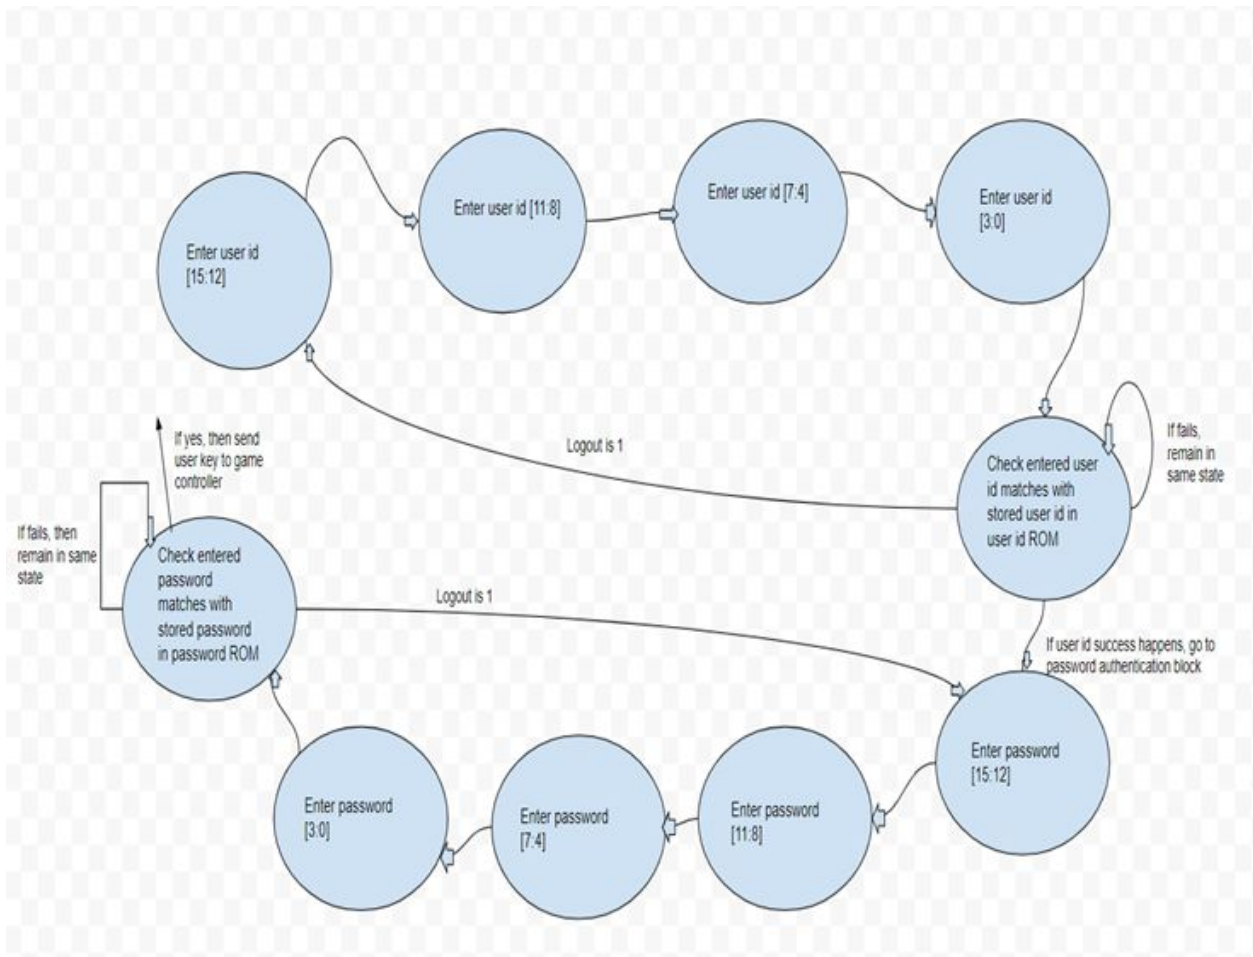 Enter user id
[15:12]
Enter user id [11:8]
Enter user id [7:4]
Enter user id
[3:0]
Check entered user
id matches with
stored user id in
user id ROM
If fails,
remain in
same state
Logout is 1
If user id success happens, go to
password authentication block
Enter password
[15:12]
Enter password
[11:8]
Enter password
[7:4]
Enter password
[3:0]
Check entered
password
matches with
stored password
in password ROM
Logout is 1
If fails, then
remain in same
state
If yes, then send
user key to game
controller